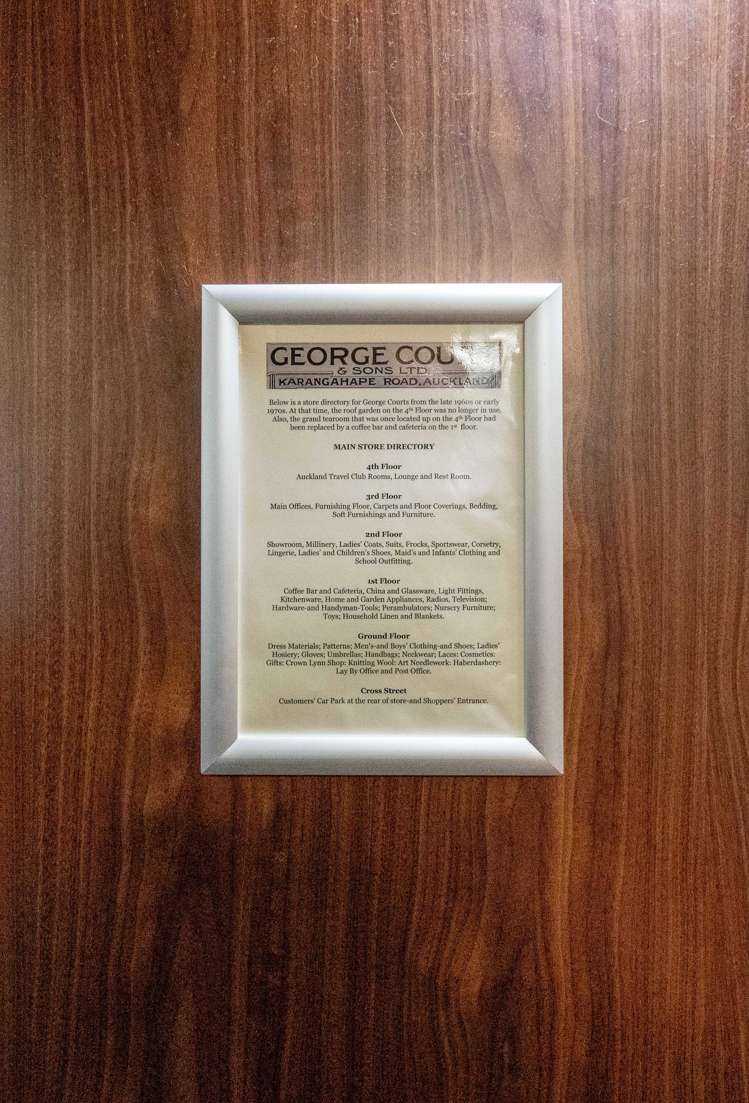 GEORGE COU
& SONS LTD.
KARANGAHAPE ROAD, AUCKLAND
Below is a store directory for George Courts from the late 1960s or early
1970s. At that time, the roof garden on the 4th Floor was no longer in use.
Also, the grand tearoom that was once located up on the 4th Floor had
been replaced by a coffee bar and cafeteria on the 1st floor.
MAIN STORE DIRECTORY
4th Floor
Auckland Travel Club Rooms, Lounge and Rest Room.
3rd Floor
Main Offices, Furnishing Floor, Carpets and Floor Coverings, Bedding,
Soft Furnishings and Furniture.
2nd Floor
Showroom, Millinery, Ladies' Coats, Suits, Frocks, Sportswear, Corsetry,
Lingerie, Ladies' and Children's Shoes, Maid's and Infants' Clothing and
School Outfitting.
1st Floor
Coffee Bar and Cafeteria, China and Glassware, Light Fittings,
Kitchenware, Home and Garden Appliances, Radios, Television;
Hardware-and Handyman-Tools; Perambulators; Nursery Furniture;
Toys; Household Linen and Blankets.
Ground Floor
Dress Materials; Patterns; Men's-and Boys' Clothing-and Shoes; Ladies'
Hosiery; Gloves; Umbrellas; Handbags; Neckwear; Laces: Cosmetics:
Gifts: Crown Lynn Shop: Knitting Wool: Art Needlework: Haberdashery:
Lay By Office and Post Office.
Cross Street
Customers' Car Park at the rear of store-and Shoppers' Entrance.